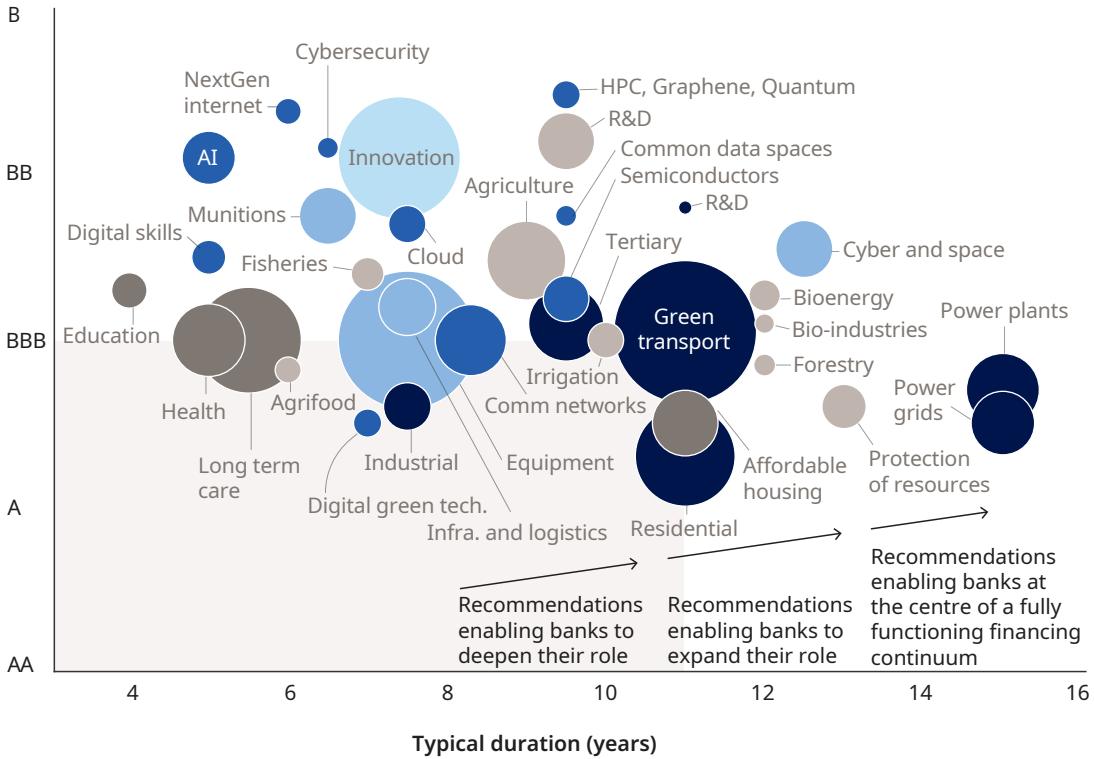 B
Cybersecurity
NextGen
internet
HPC, Graphene, Quantum
R&D
Common data spaces
AI
Innovation
BB
Semiconductors
Agriculture
R&D
Munitions
Digital skills
Tertiary
Cloud
Cyber and space
Fisheries
Bioenergy
Power plants
Green
transport
Education
Bio-industries
BBB
Forestry
Irrigation
Power
grids
Health
Agrifood
Comm networks
Long term
care
Industrial
Equipment
Affordable
housing
Protection
of resources
Digital green tech.
A
Infra. and logistics
Residential
Recommendations
enabling banks to
deepen their role
Recommendations
enabling banks to
expand their role
Recommendations
enabling banks at
the centre of a fully
functioning financing
continuum
AA
4 6 8 10 12 14 16
Typical duration (years)